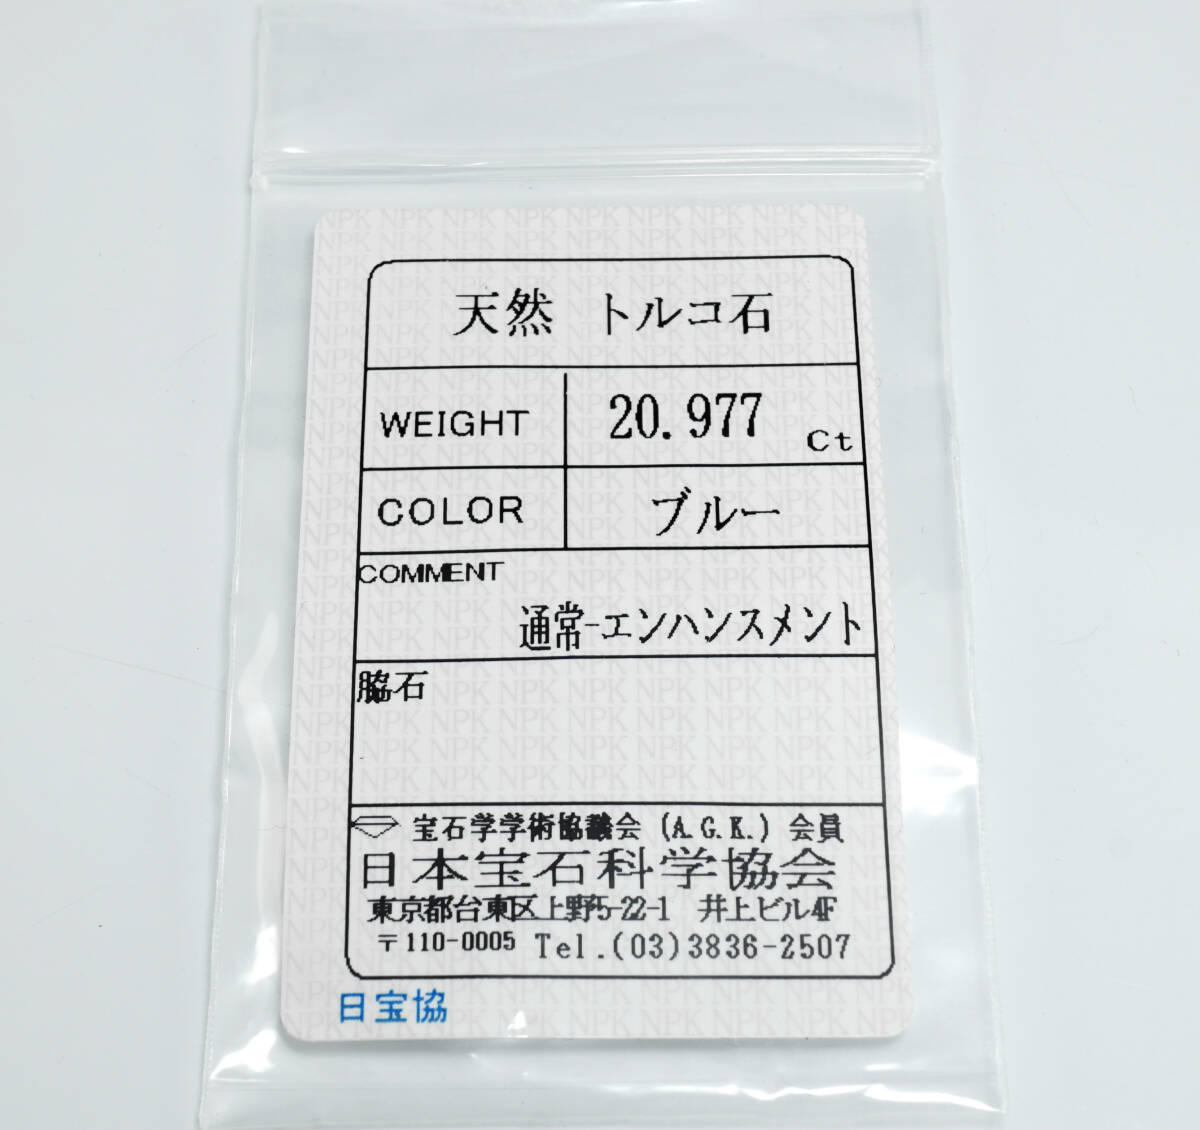 天然 トルコ石
WEIGHT 20.977 Ct
COLOR ブルー
COMMENT
通常-エンハンスメント
脇石
宝石学学術協議会 (A.G.K.) 会員
日本宝石科学協会
東京都台東区上野5-22-1 井上ビル4F
〒110-0005 Tel.(03)3836-2507
日宝協